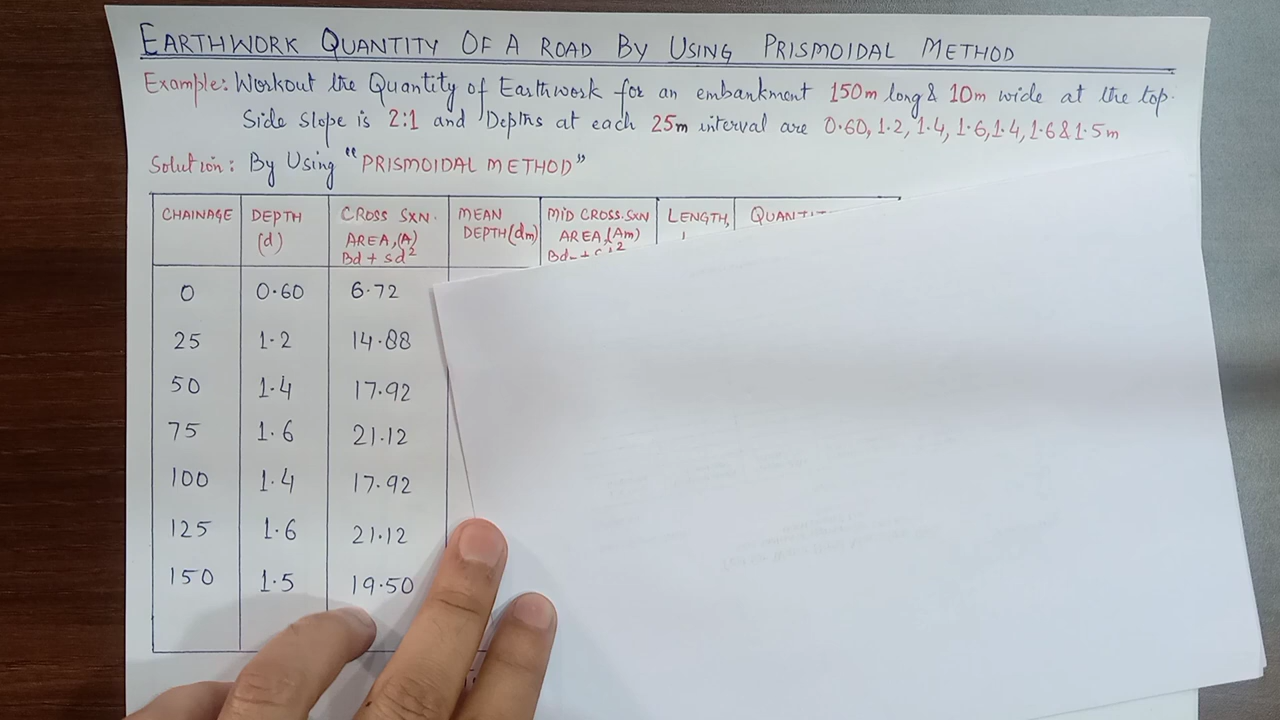 EARTHWORK QUANTITY OF A ROAD BY USING PRISMOIDAL METHOD
Example: Workout the Quantity of Earthwork for an embankment 150m long & 10m wide at the top.
Side slope is 2:1 and Depths at each 25m interval are 0.60, 1.2, 1.4, 1.6, 1.4, 1.6 & 1.5m
Solution: By Using "PRISMOIDAL METHOD"
CHAINAGE DEPTH (d) CROSS SXN. AREA, (A) Bd + sd² MEAN DEPTH (dm) MID CROSS. SXN AREA, (Am) LENGTH,
0 0.60 6.72
25 1.2 14.88
50 1.4 17.92
75 1.6 21.12
100 1.4 17.92
125 1.6 21.12
150 1.5 19.50